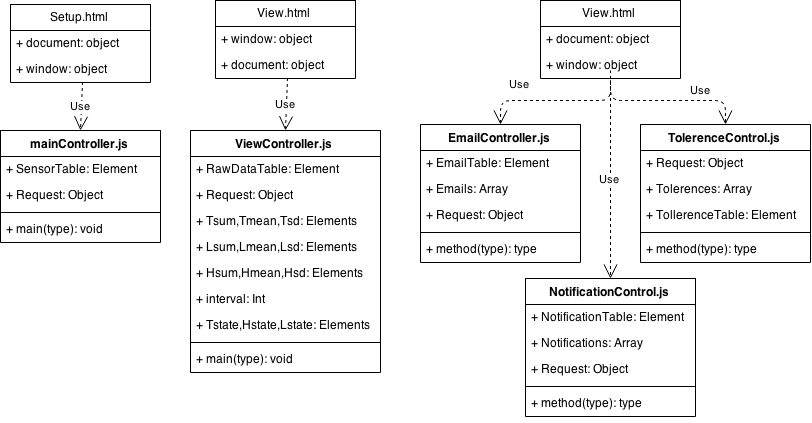 Setup.html
+ document: object
+ window: object
Use
mainController.js
+ SensorTable: Element
+ Request: Object
+ main(type): void
View.html
+ window: object
+ document: object
Use
ViewController.js
+ RawDataTable: Element
+ Request: Object
+ Tsum,Tmean,Tsd: Elements
+ Lsum,Lmean,Lsd: Elements
+ Hsum,Hmean,Hsd: Elements
+ interval: Int
+ Tstate,Hstate,Lstate: Elements
+ main(type): void
View.html
+ document: object
+ window: object
Use
Use
Use
EmailController.js
+ EmailTable: Element
+ Emails: Array
+ Request: Object
+ method(type): type
TolerenceControl.js
+ Request: Object
+ Tolerences: Array
+ TollerenceTable: Element
+ method(type): type
NotificationControl.js
+ NotificationTable: Element
+ Notifications: Array
+ Request: Object
+ method(type): type